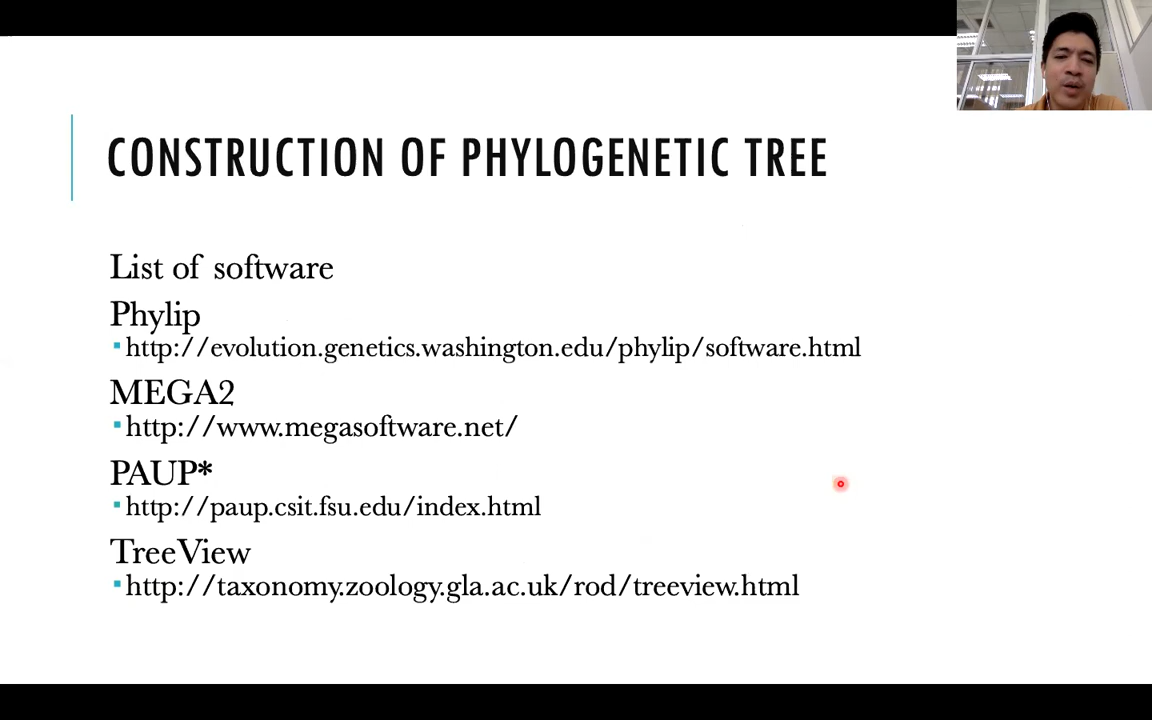 CONSTRUCTION OF PHYLOGENETIC TREE
List of software
Phylip
http://evolution.genetics.washington.edu/phylip/software.html
MEGA2
http://www.megasoftware.net/
PAUP*
http://paup.csit.fsu.edu/index.html
TreeView
http://taxonomy.zoology.gla.ac.uk/rod/treeview.html